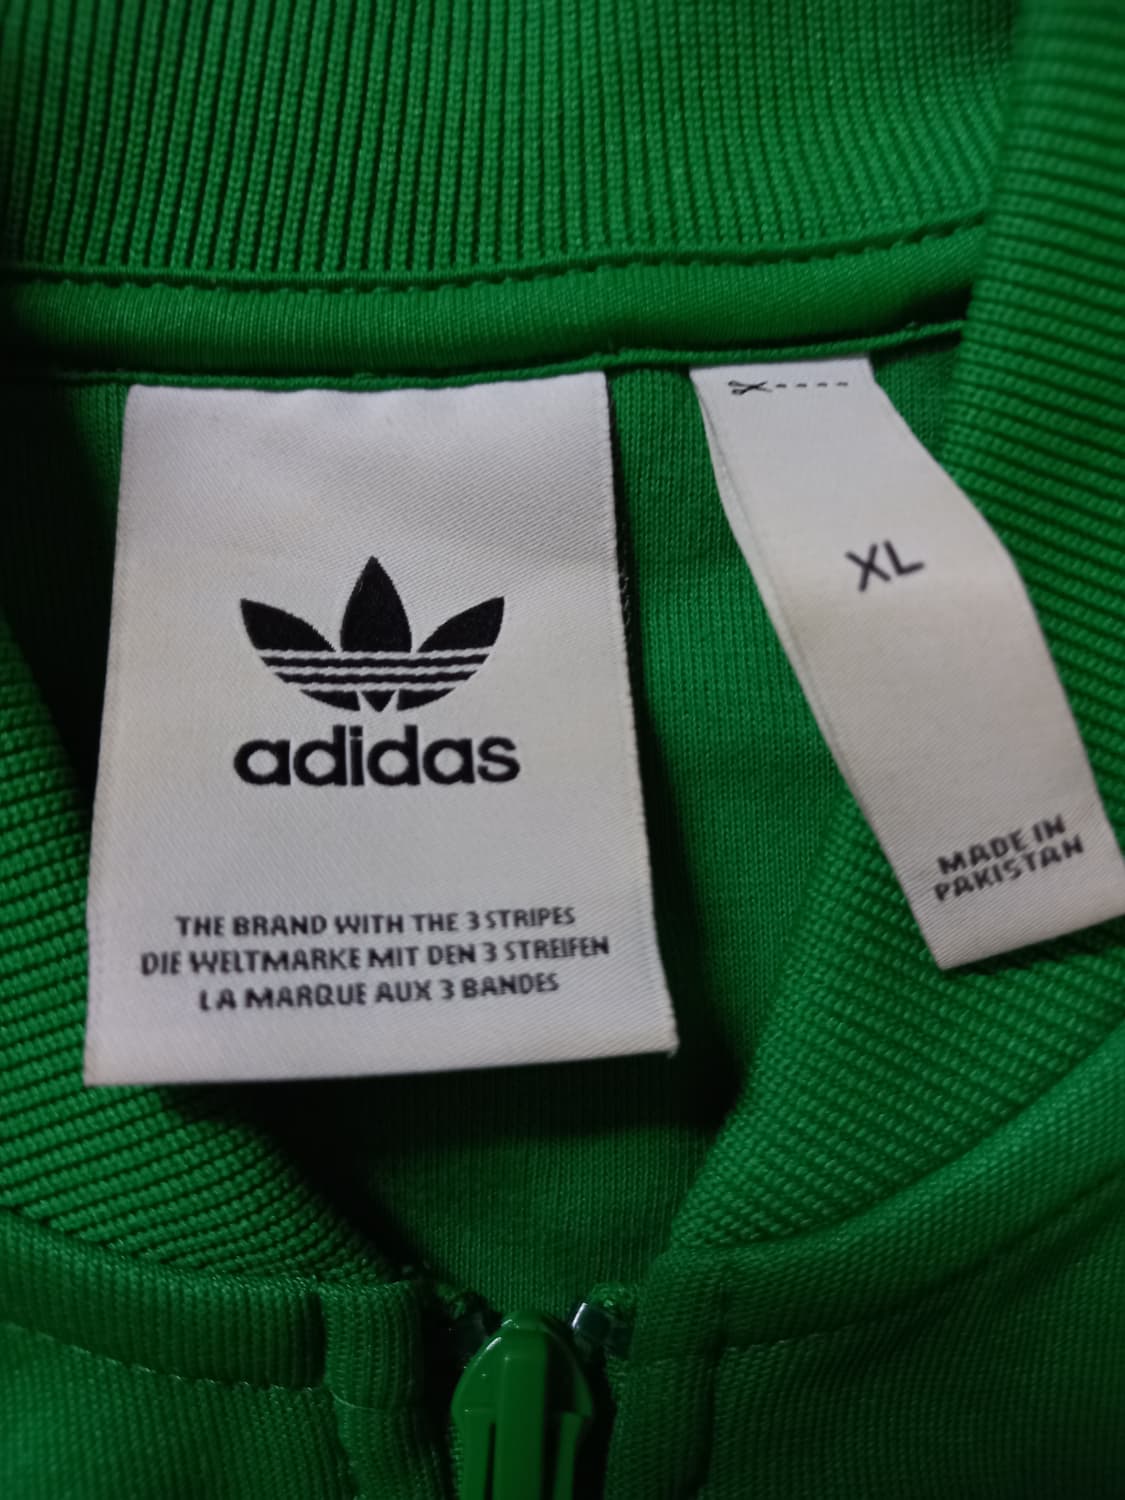 adidas
THE BRAND WITH THE 3 STRIPES
DIE WELTMARKE MIT DEN 3 STREIFEN
LA MARQUE AUX 3 BANDES
XL
MADE IN
PAKISTAN